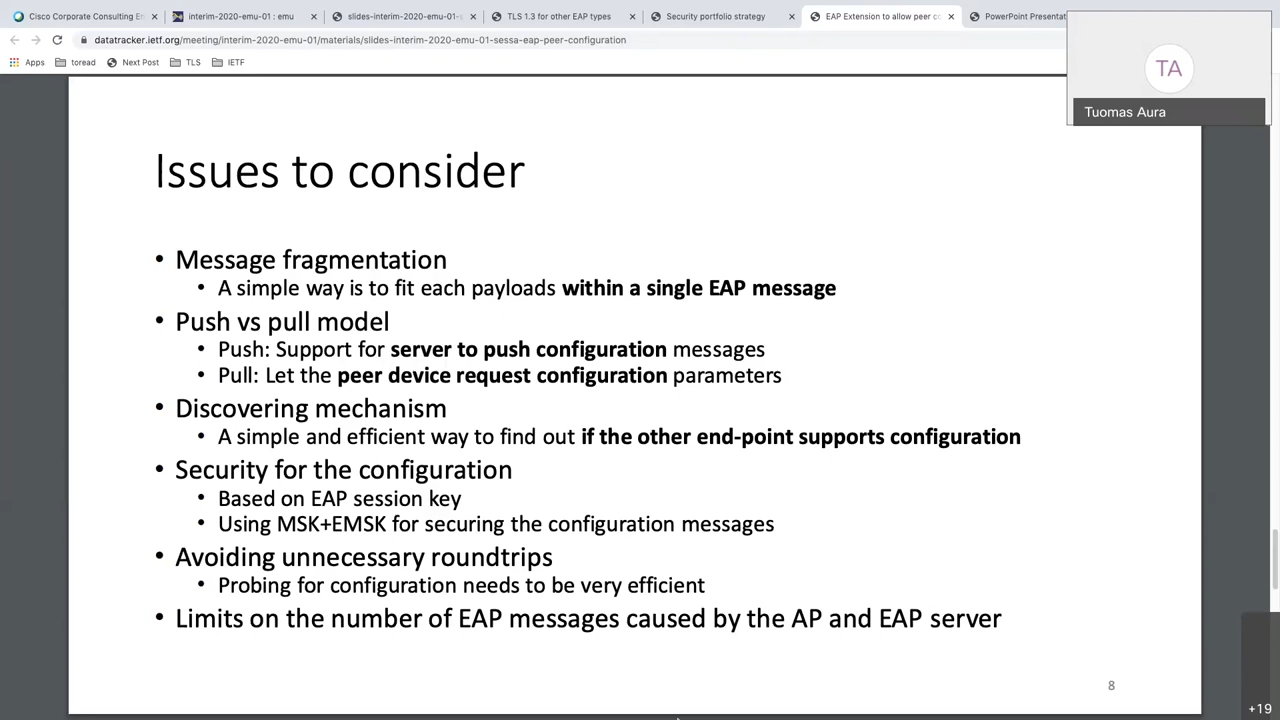 Cisco Corporate Consulting En
interim-2020-emu-01 : emu
slides-interim-2020-emu-01-s
TLS 1.3 for other EAP types
Security portfolio strategy
EAP Extension to allow peer co
PowerPoint Presentat
datatracker.ietf.org/meeting/interim-2020-emu-01/materials/slides-interim-2020-emu-01-sessa-eap-peer-configuration
Apps toread Next Post TLS IETF
TA
Tuomas Aura
Issues to consider
• Message fragmentation
• A simple way is to fit each payloads within a single EAP message
• Push vs pull model
• Push: Support for server to push configuration messages
• Pull: Let the peer device request configuration parameters
• Discovering mechanism
• A simple and efficient way to find out if the other end-point supports configuration
• Security for the configuration
• Based on EAP session key
• Using MSK+EMSK for securing the configuration messages
• Avoiding unnecessary roundtrips
• Probing for configuration needs to be very efficient
• Limits on the number of EAP messages caused by the AP and EAP server
8
+19